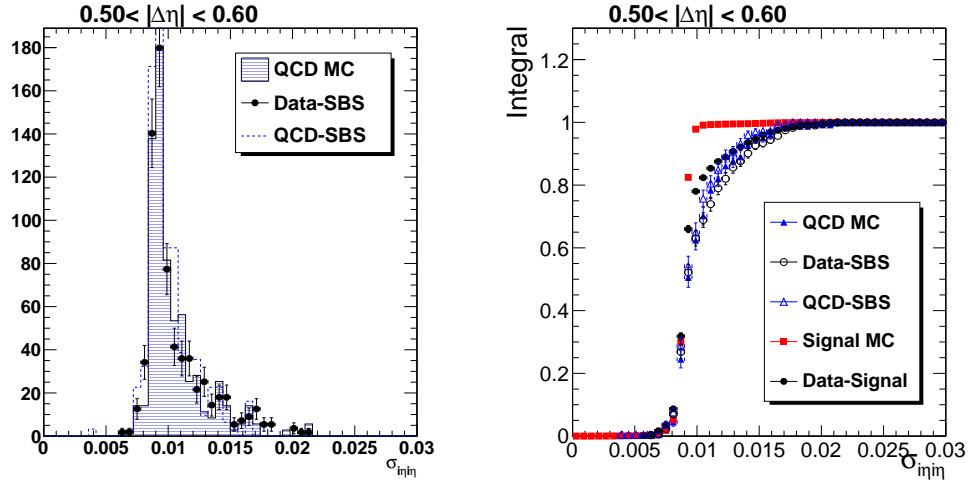 0.50< |Δη| < 0.60
180
160
140
120
100
80
60
40
20
0
QCD MC
Data-SBS
QCD-SBS
0 0.005 0.01 0.015 0.02 0.025 0.03
σiηiη
0.50< |Δη| < 0.60
Integral
1.2
1
0.8
0.6
0.4
0.2
0
QCD MC
Data-SBS
QCD-SBS
Signal MC
Data-Signal
0 0.005 0.01 0.015 0.02 0.025 0.03
σiηiη